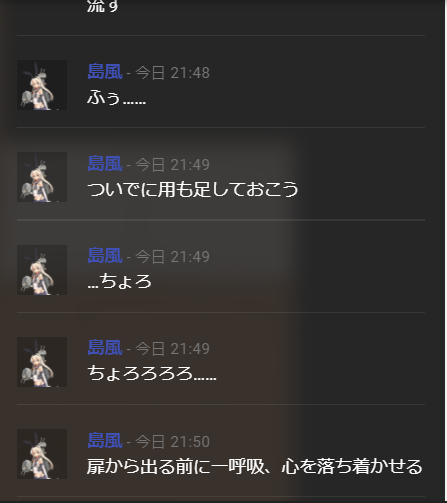 流す
島風 - 今日 21:48
ふぅ……
島風 - 今日 21:49
ついでに用も足しておこう
島風 - 今日 21:49
…ちょろ
島風 - 今日 21:49
ちょろろろろ……
島風 - 今日 21:50
扉から出る前に一呼吸、心を落ち着かせる